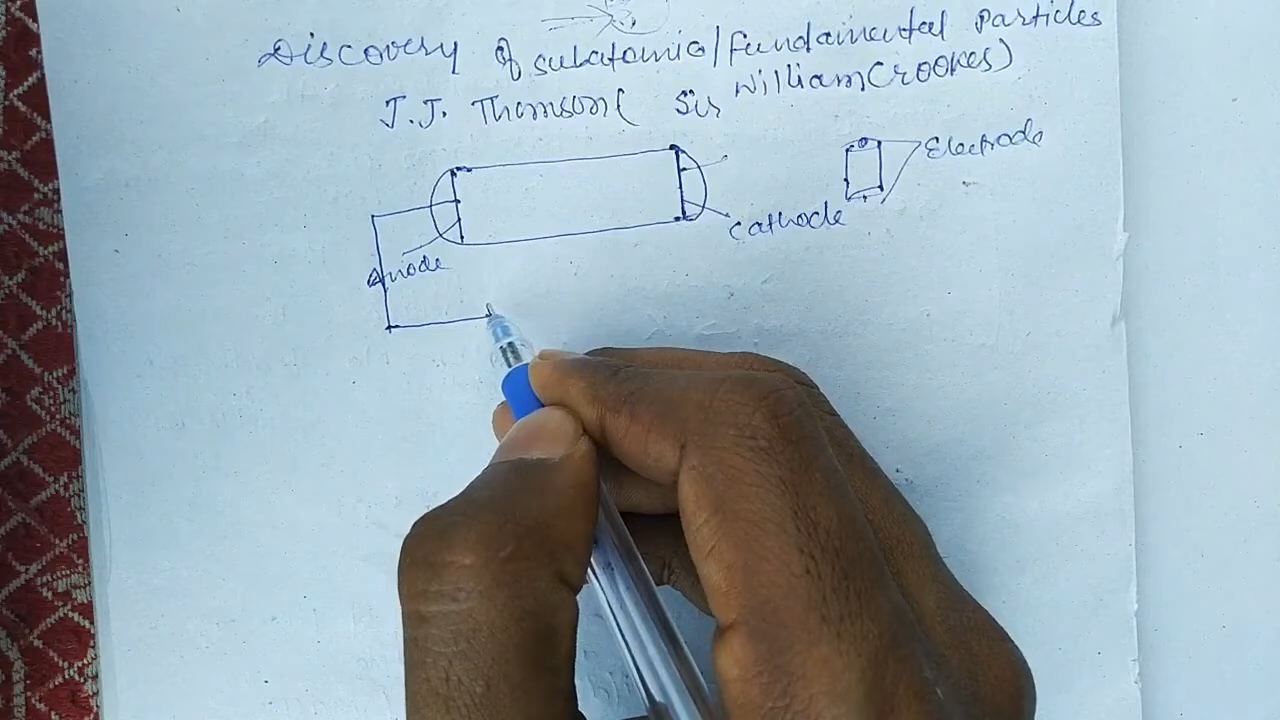 Discovery of subatomic/fundamental particles
J.J. Thomson( Sir William Crookes)
Electrode
Cathode
Anode